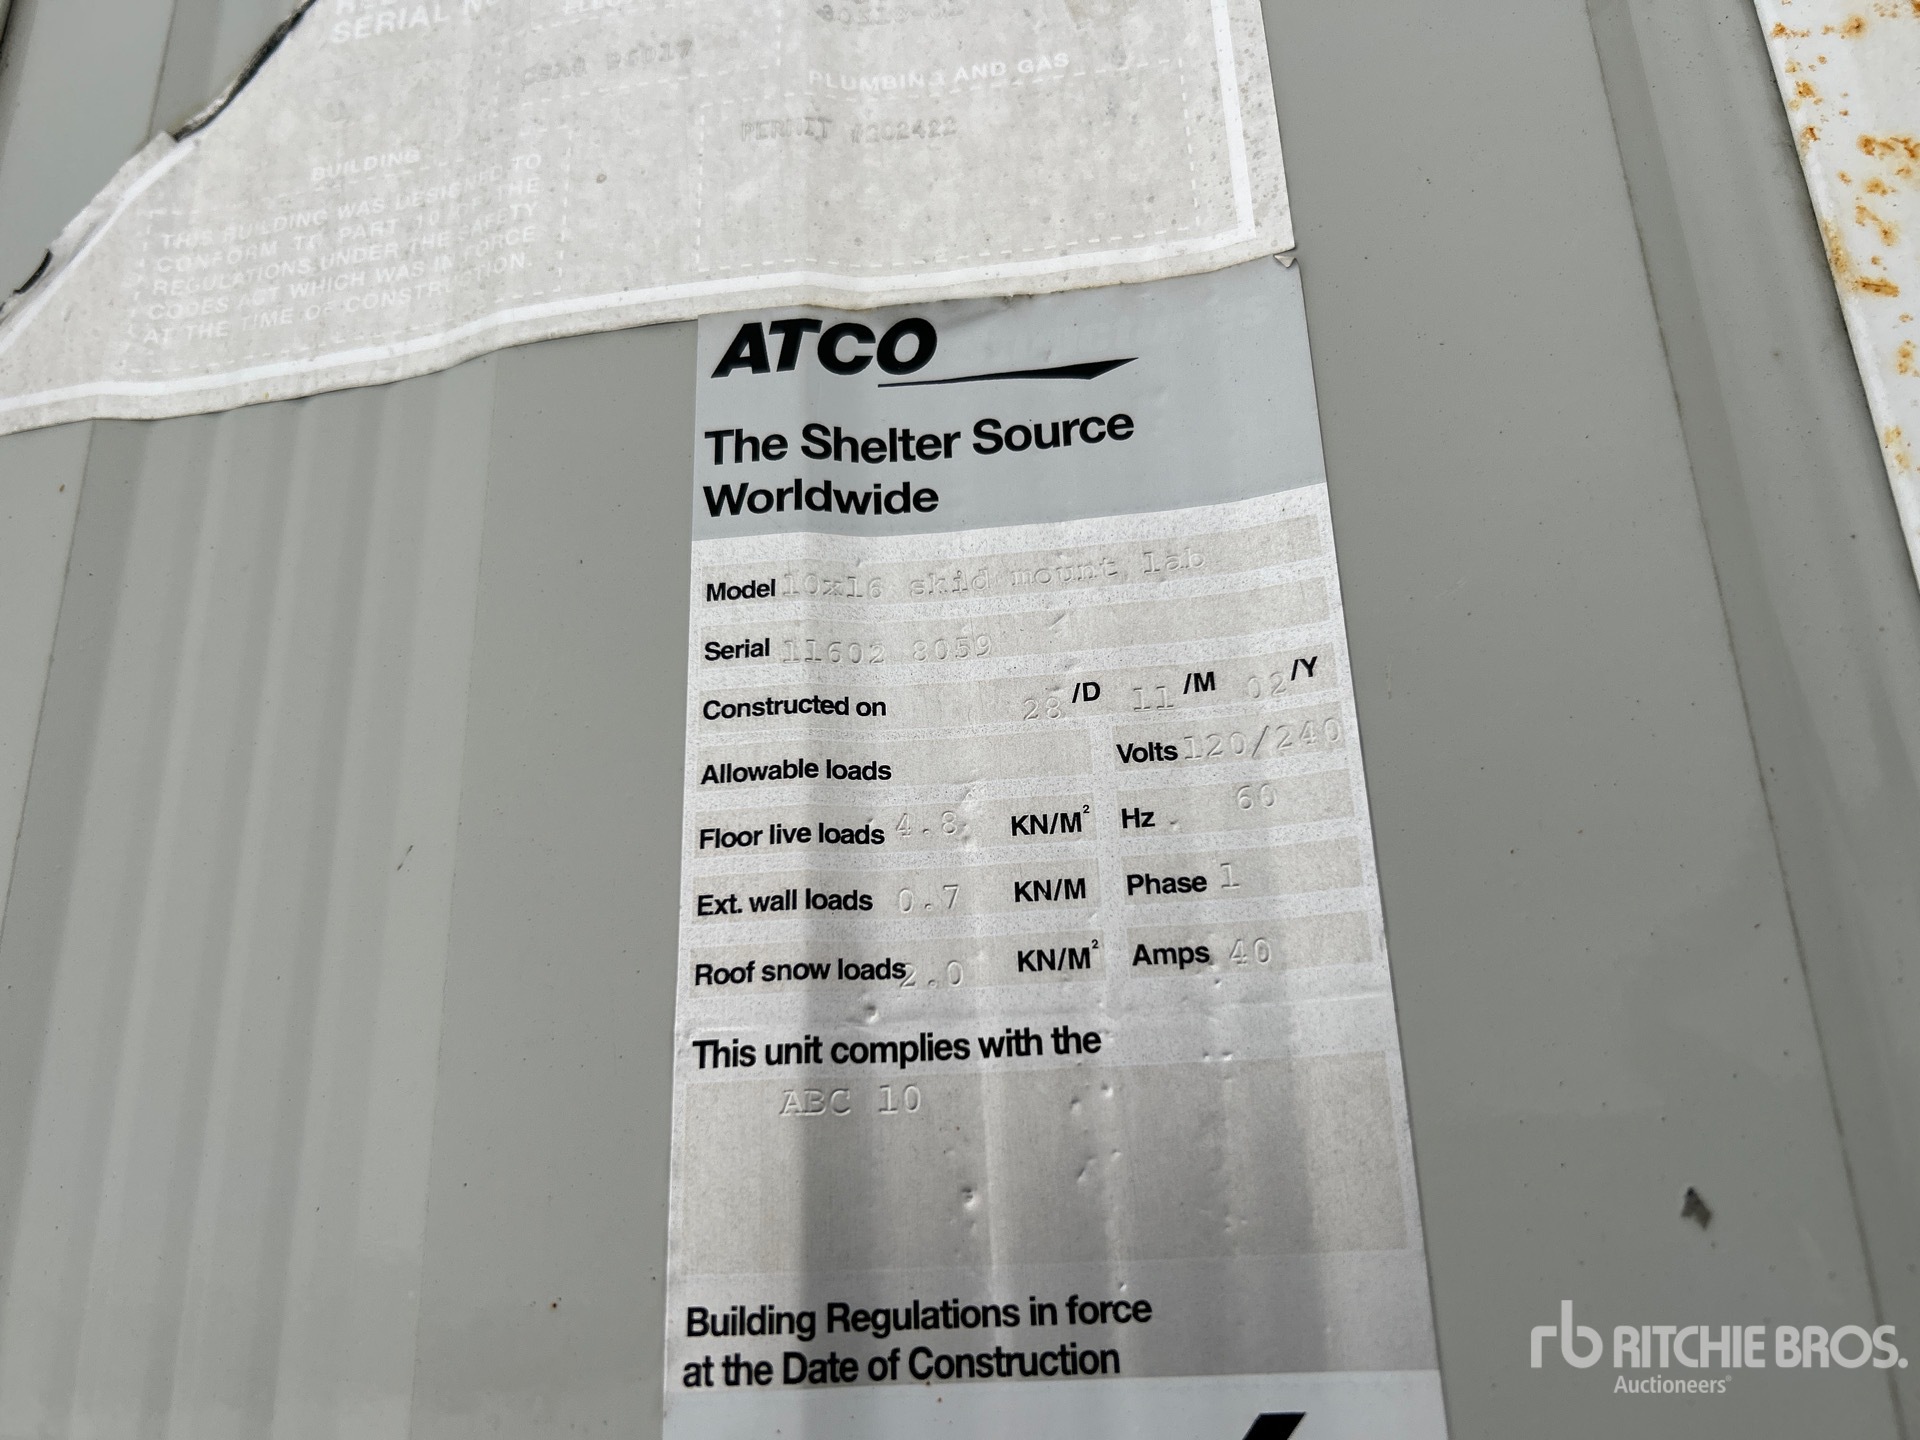 SERIAL NO
PLUMBING AND GAS
PERMIT #202422
BUILDING
THIS BUILDING WAS DESIGNED TO
CONFORM TO PART 10 OF THE
REGULATIONS UNDER THE SAFETY
CODES ACT WHICH WAS IN FORCE
AT THE TIME OF CONSTRUCTION.
ATCO
The Shelter Source
Worldwide
Model 10x16 skid mount lab
Serial 11602 8059
Constructed on 28 /D 11 /M 02 /Y
Allowable loads
Volts 120/240
Floor live loads 4.8 KN/M²
Hz 60
Ext. wall loads 0.7 KN/M
Phase 1
Roof snow loads 2.0 KN/M²
Amps 40
This unit complies with the
ABC 10
Building Regulations in force
at the Date of Construction
rb RITCHIE BROS.
Auctioneers